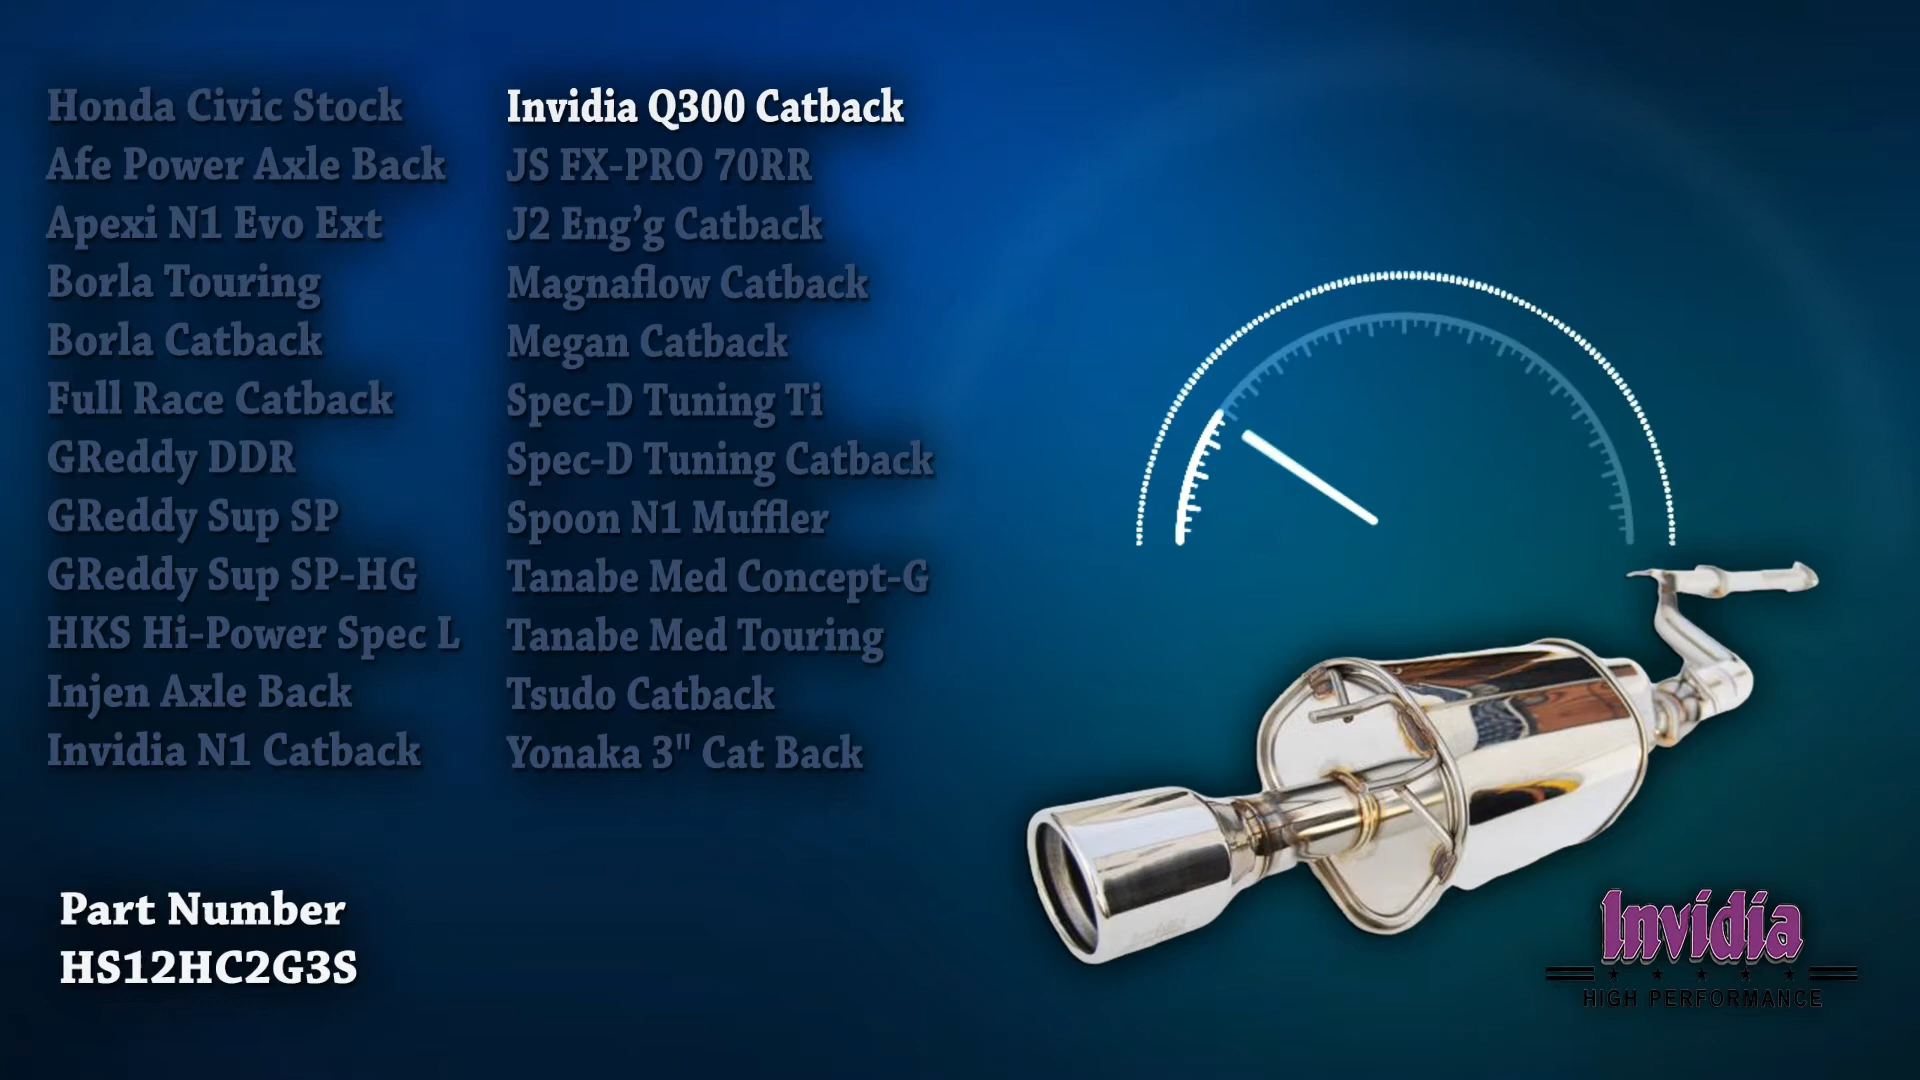 Honda Civic Stock
Afe Power Axle Back
Apexi N1 Evo Ext
Borla Touring
Borla Catback
Full Race Catback
GReddy DDR
GReddy Sup SP
GReddy Sup SP-HG
HKS Hi-Power Spec L
Injen Axle Back
Invidia N1 Catback
Invidia Q300 Catback
JS FX-PRO 70RR
J2 Eng’g Catback
Magnaflow Catback
Megan Catback
Spec-D Tuning Ti
Spec-D Tuning Catback
Spoon N1 Muffler
Tanabe Med Concept-G
Tanabe Med Touring
Tsudo Catback
Yonaka 3" Cat Back
Part Number
HS12HC2G3S
Invidia
HIGH PERFORMANCE